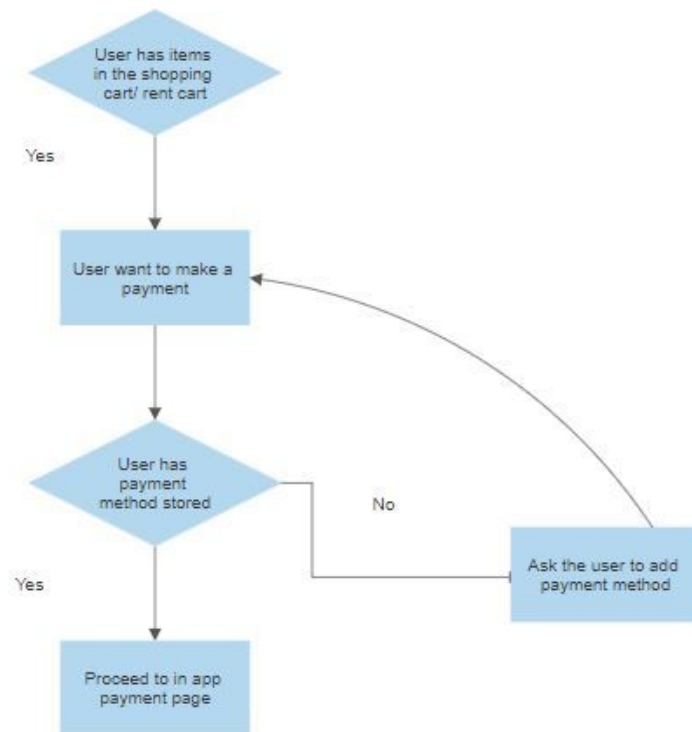 User has items
in the shopping
cart/ rent cart
Yes
User want to make a
payment
User has
payment
method stored
No
Ask the user to add
payment method
Yes
Proceed to in app
payment page